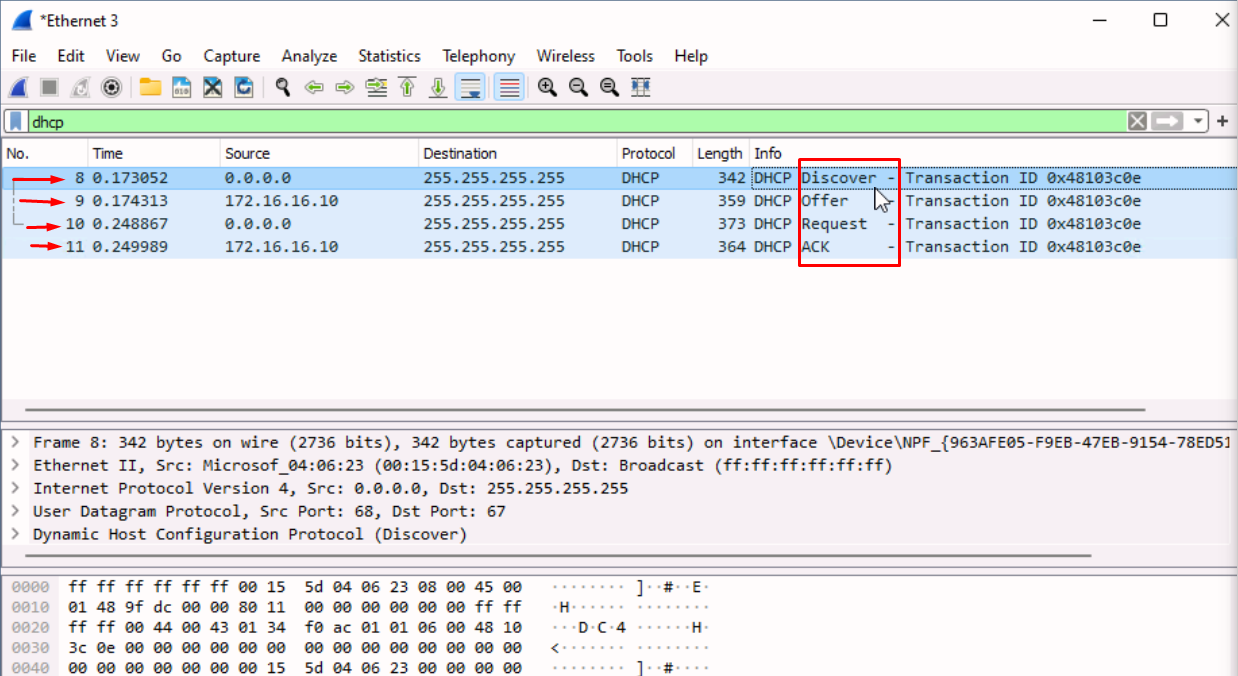 *Ethernet 3
File Edit View Go Capture Analyze Statistics Telephony Wireless Tools Help
dhcp
No. Time Source Destination Protocol Length Info
8 0.173052 0.0.0.0 255.255.255.255 DHCP 342 DHCP Discover - Transaction ID 0x48103c0e
9 0.174313 172.16.16.10 255.255.255.255 DHCP 359 DHCP Offer - Transaction ID 0x48103c0e
10 0.248867 0.0.0.0 255.255.255.255 DHCP 373 DHCP Request - Transaction ID 0x48103c0e
11 0.249989 172.16.16.10 255.255.255.255 DHCP 364 DHCP ACK - Transaction ID 0x48103c0e
Frame 8: 342 bytes on wire (2736 bits), 342 bytes captured (2736 bits) on interface \Device\NPF_{963AFE05-F9EB-47EB-9154-78ED51
Ethernet II, Src: Microsof_04:06:23 (00:15:5d:04:06:23), Dst: Broadcast (ff:ff:ff:ff:ff:ff)
Internet Protocol Version 4, Src: 0.0.0.0, Dst: 255.255.255.255
User Datagram Protocol, Src Port: 68, Dst Port: 67
Dynamic Host Configuration Protocol (Discover)
0000 ff ff ff ff ff ff 00 15 5d 04 06 23 08 00 45 00 ········ ]··#··E·
0010 01 48 9f dc 00 00 80 11 00 00 00 00 00 00 ff ff ·H······ ········
0020 ff ff 00 44 00 43 01 34 f0 ac 01 01 06 00 48 10 ···D·C·4 ······H·
0030 3c 0e 00 00 00 00 00 00 00 00 00 00 00 00 00 00 <······· ········
0040 00 00 00 00 00 00 00 15 5d 04 06 23 00 00 00 00 ········ ]··#····